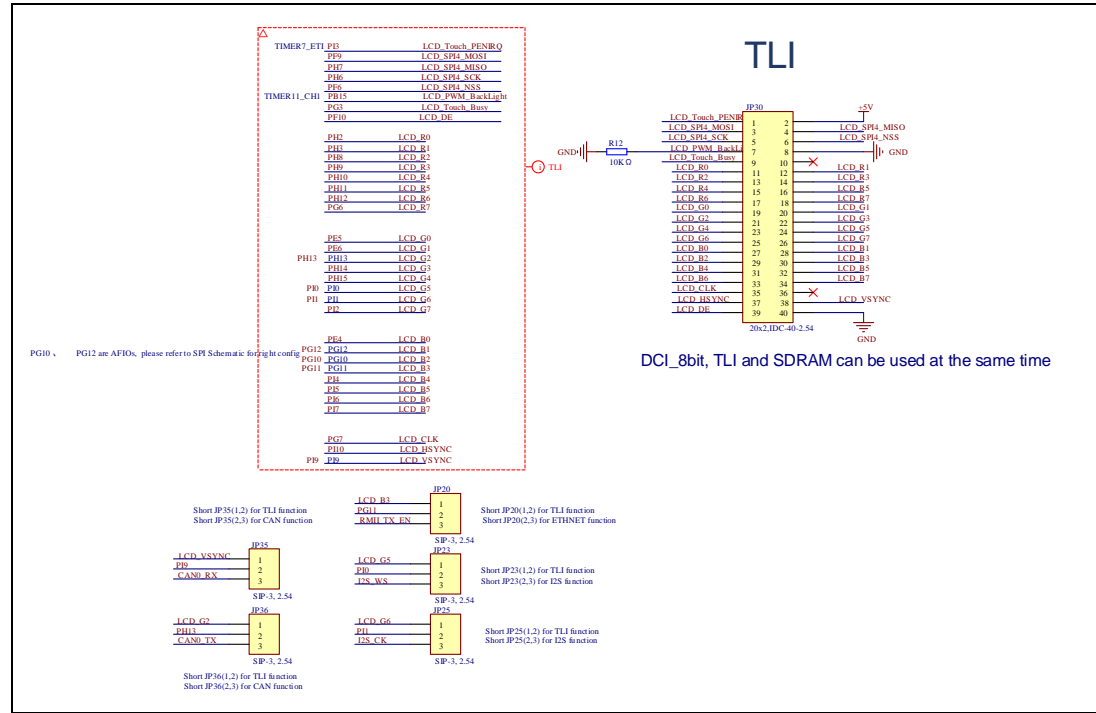 TLI
TIMER7_ETI PI3 LCD_Touch_PENIRQ
PF9 LCD_SPI4_MOSI
PH7 LCD_SPI4_MISO
PH6 LCD_SPI4_SCK
PF6 LCD_SPI4_NSS
TIMER11_CH1 PB15 LCD_PWM_BackLight
PG3 LCD_Touch_Busy
PF10 LCD_DE
PH2 LCD_R0
PH3 LCD_R1
PH8 LCD_R2
PH9 LCD_R3
PH10 LCD_R4
PH11 LCD_R5
PH12 LCD_R6
PG6 LCD_R7
PE5 LCD_G0
PE6 LCD_G1
PH13 PH13 LCD_G2
PH14 LCD_G3
PH15 LCD_G4
PI0 PI0 LCD_G5
PI1 PI1 LCD_G6
PI2 LCD_G7
PE4 LCD_B0
PG12 PG12 LCD_B1
PG10 PG10 LCD_B2
PG11 PG11 LCD_B3
PI4 LCD_B4
PI5 LCD_B5
PI6 LCD_B6
PI7 LCD_B7
PG7 LCD_CLK
PI10 LCD_HSYNC
PI9 PI9 LCD_VSYNC
PG10、 PG12 are AFIOs, please refer to SPI Schematic for right config
TLI
JP30
+5V
LCD_Touch_PENIR 1 2
LCD_SPI4_MOSI 3 4 LCD_SPI4_MISO
LCD_SPI4_SCK 5 6 LCD_SPI4_NSS
GND R12 10KΩ LCD_PWM_BackLi 7 8 GND
LCD_Touch_Busy 9 10
LCD_R0 11 12 LCD_R1
LCD_R2 13 14 LCD_R3
LCD_R4 15 16 LCD_R5
LCD_R6 17 18 LCD_R7
LCD_G0 19 20 LCD_G1
LCD_G2 21 22 LCD_G3
LCD_G4 23 24 LCD_G5
LCD_G6 25 26 LCD_G7
LCD_B0 27 28 LCD_B1
LCD_B2 29 30 LCD_B3
LCD_B4 31 32 LCD_B5
LCD_B6 33 34 LCD_B7
LCD_CLK 35 36
LCD_HSYNC 37 38 LCD_VSYNC
LCD_DE 39 40
20x2,IDC-40-2.54
GND
DCI_8bit, TLI and SDRAM can be used at the same time
Short JP35(1,2) for TLI function
Short JP35(2,3) for CAN function
JP35
LCD_VSYNC 1
PI9 2
CAN0_RX 3
SIP-3, 2.54
JP36
LCD_G2 1
PH13 2
CAN0_TX 3
SIP-3, 2.54
Short JP36(1,2) for TLI function
Short JP36(2,3) for CAN function
JP20
LCD_B3 1
PG11 2
RMII_TX_EN 3
SIP-3, 2.54
Short JP20(1,2) for TLI function
Short JP20(2,3) for ETHNET function
JP23
LCD_G5 1
PI0 2
I2S_WS 3
SIP-3, 2.54
Short JP23(1,2) for TLI function
Short JP23(2,3) for I2S function
JP25
LCD_G6 1
PI1 2
I2S_CK 3
SIP-3, 2.54
Short JP25(1,2) for TLI function
Short JP25(2,3) for I2S function